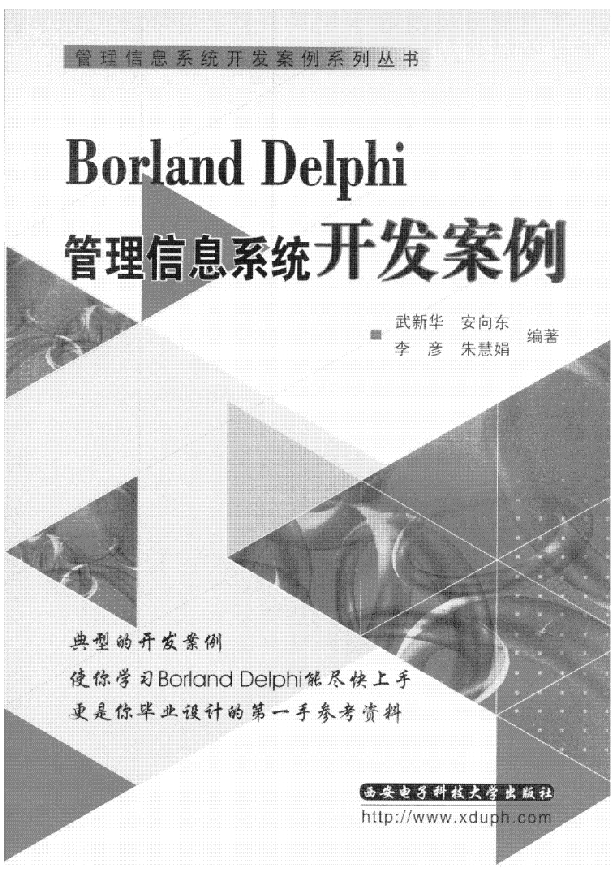 管理信息系统开发案例系列丛书
Borland Delphi
管理信息系统开发案例
武新华 安向东
李 彦 朱慧娟 编著
典型的开发案例
使你学习Borland Delphi能尽快上手
更是你毕业设计的第一手参考资料
西安电子科技大学出版社
http://www.xduph.com